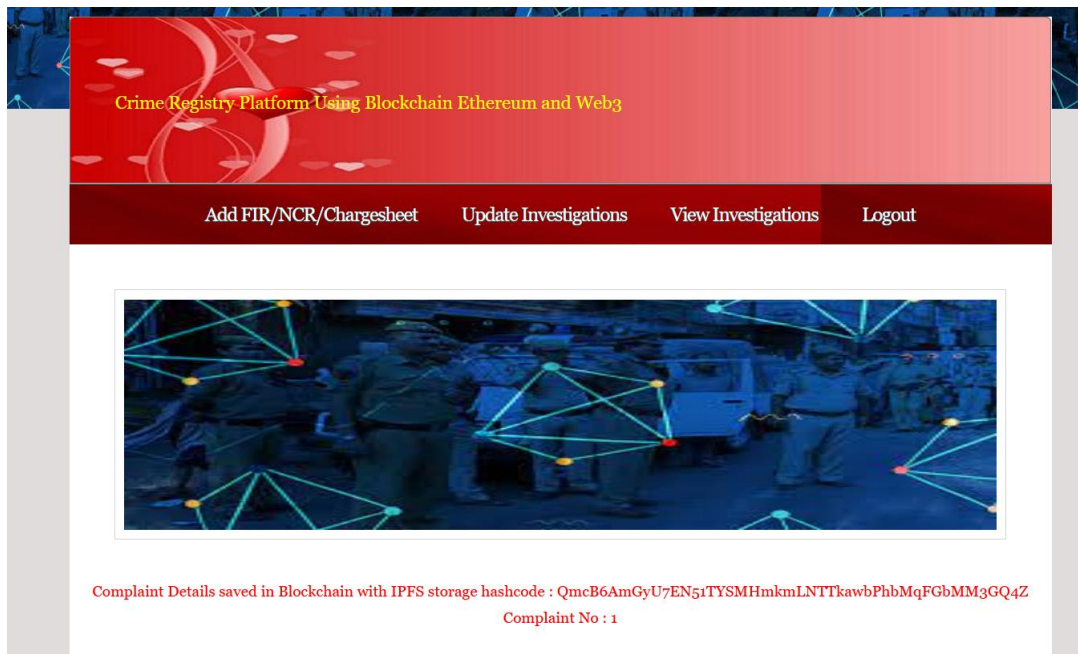 Crime Registry Platform Using Blockchain Ethereum and Web3
Add FIR/NCR/Chargesheet Update Investigations View Investigations Logout
Complaint Details saved in Blockchain with IPFS storage hashcode : QmcB6AmGyU7EN51TYSMHmkmLNTTkawbPhbMqFGbMM3GQ4Z
Complaint No : 1